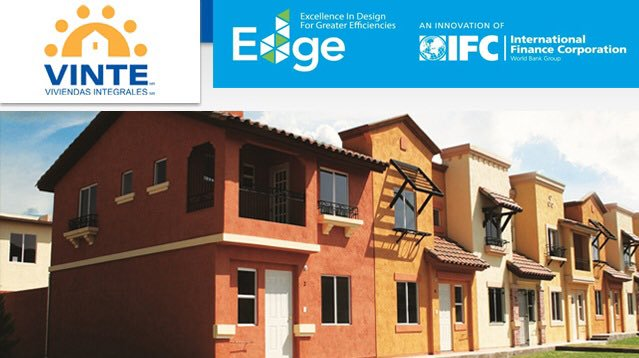 VINTE
VIVIENDAS INTEGRALES
Edge
Excellence In Design
For Greater Efficiencies
AN INNOVATION OF
IFC
International
Finance Corporation
World Bank Group